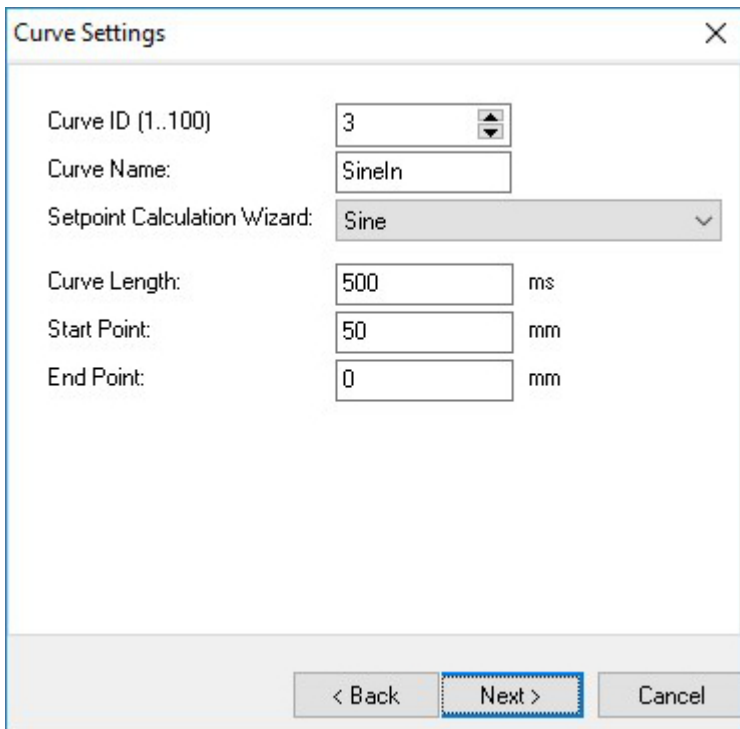 Curve Settings
Curve ID (1..100) 3
Curve Name: SineIn
Setpoint Calculation Wizard: Sine
Curve Length: 500 ms
Start Point: 50 mm
End Point: 0 mm
< Back Next > Cancel